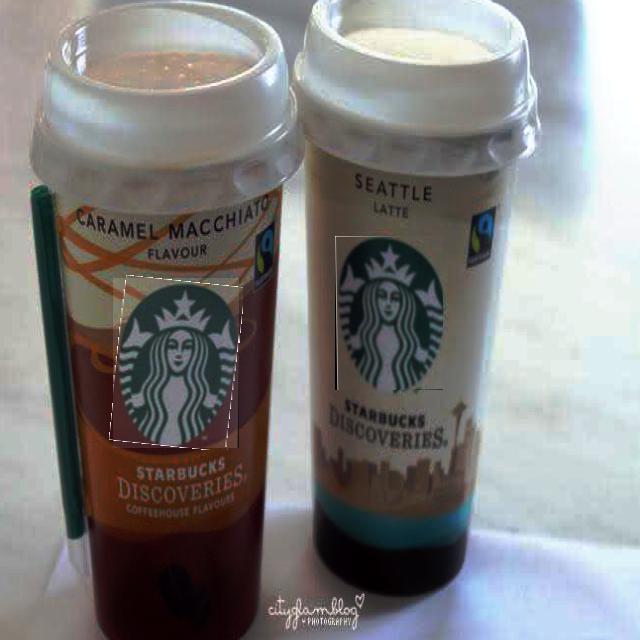 CARAMEL MACCHIATO
FLAVOUR
STARBUCKS
DISCOVERIES.
COFFEEHOUSE FLAVOURS
SEATTLE
LATTE
STARBUCKS
DISCOVERIES.
cityglamblog
PHOTOGRAPHY